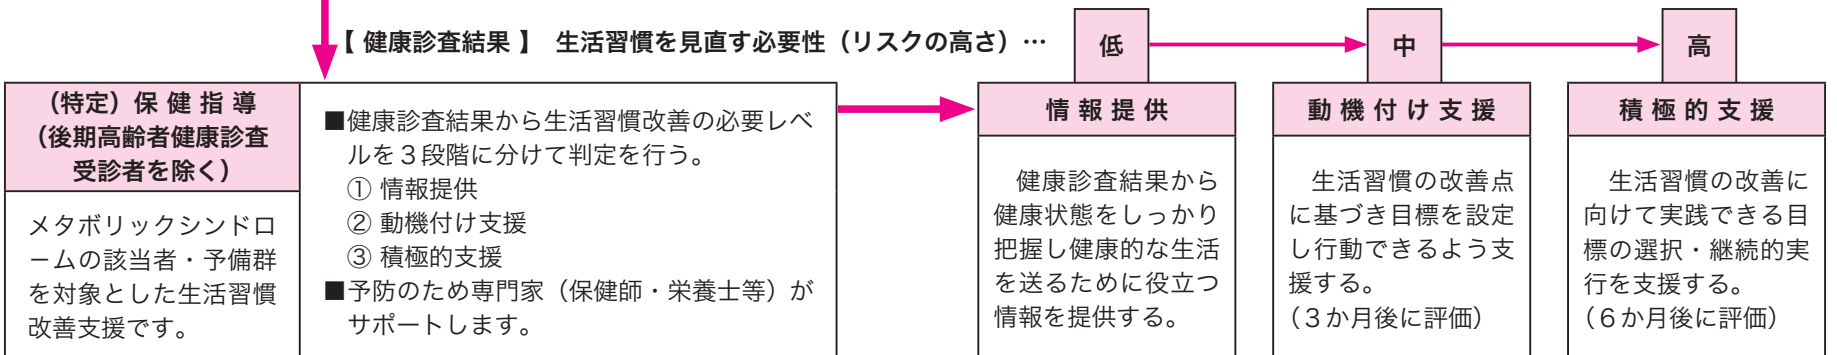 【 健康診査結果 】 生活習慣を見直す必要性（リスクの高さ）…
低
中
高
（特定）保 健 指 導
（後期高齢者健康診査
受診者を除く）
メタボリックシンドロ
ームの該当者・予備群
を対象とした生活習慣
改善支援です。
■健康診査結果から生活習慣改善の必要レベ
ルを３段階に分けて判定を行う。
① 情報提供
② 動機付け支援
③ 積極的支援
■予防のため専門家（保健師・栄養士等）が
サポートします。
情 報 提 供
健康診査結果から
健康状態をしっかり
把握し健康的な生活
を送るために役立つ
情報を提供する。
動 機 付 け 支 援
生活習慣の改善点
に基づき目標を設定
し行動できるよう支
援する。
（３か月後に評価）
積 極 的 支 援
生活習慣の改善に
向けて実践できる目
標の選択・継続的実
行を支援する。
（６か月後に評価）